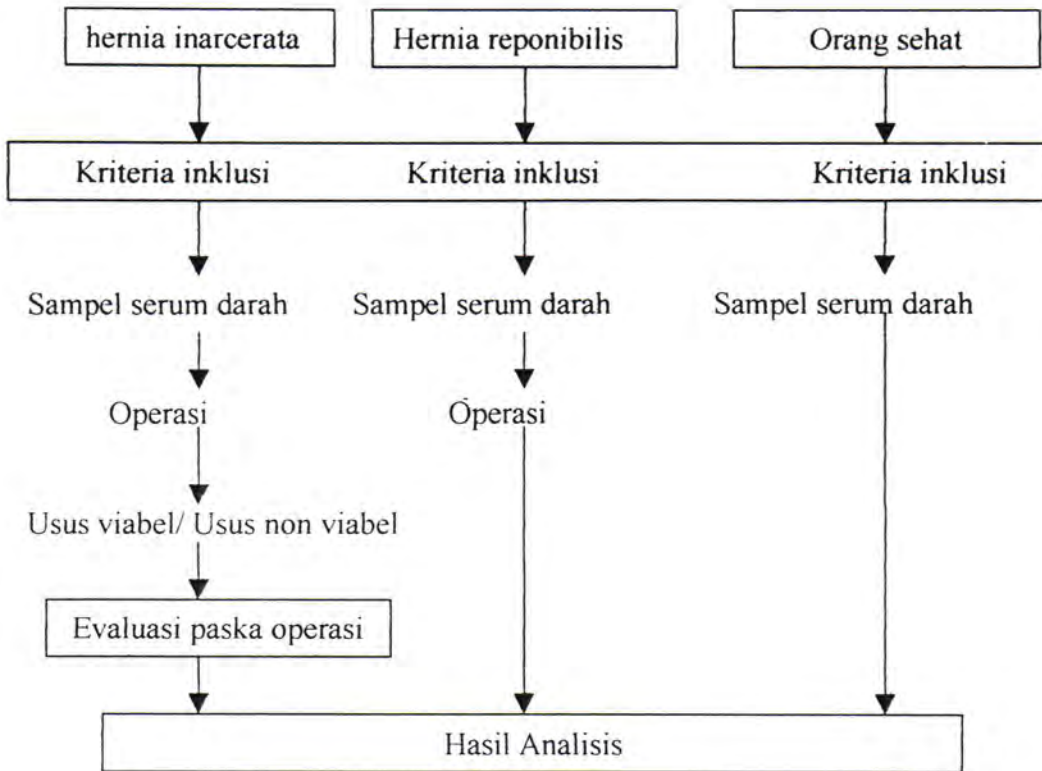 hernia inarcerata
Hernia reponibilis
Orang sehat
Kriteria inklusi
Kriteria inklusi
Kriteria inklusi
Sampel serum darah
Sampel serum darah
Sampel serum darah
Operasi
Operasi
Usus viabel/ Usus non viabel
Evaluasi paska operasi
Hasil Analisis